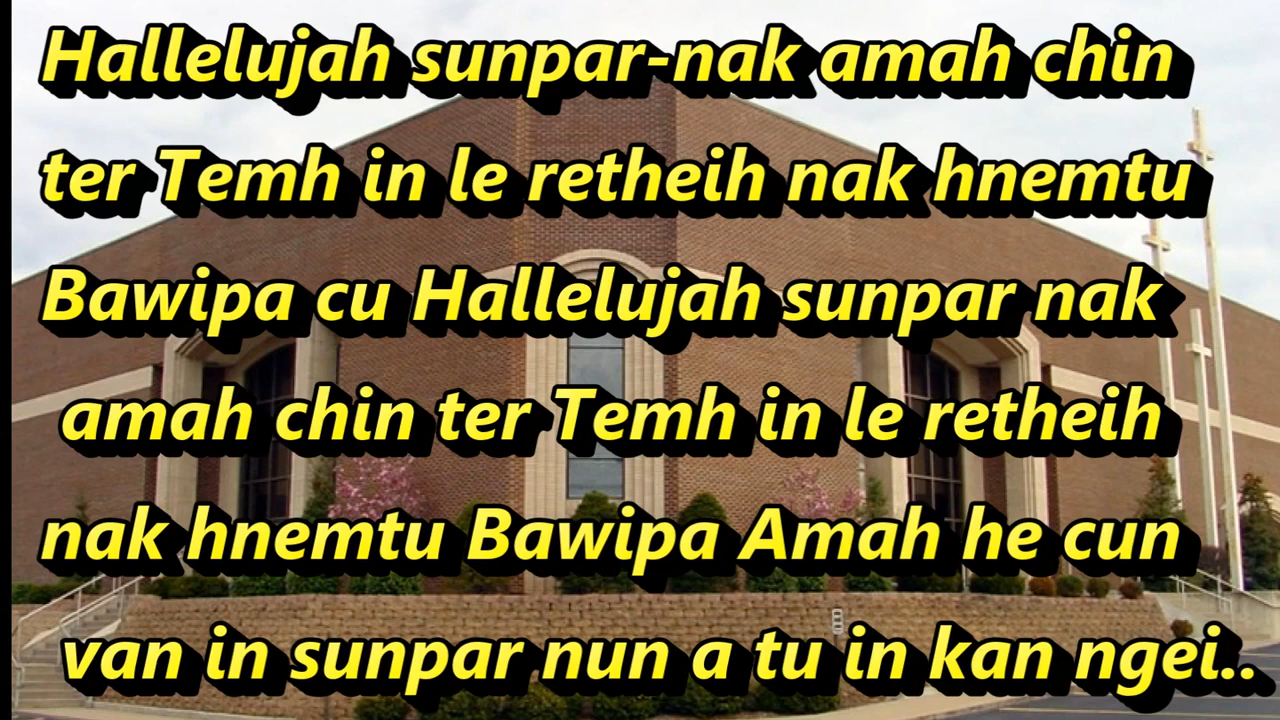 Hallelujah sunpar-nak amah chin
ter Temh in le retheih nak hnemtu
Bawipa cu Hallelujah sunpar nak
amah chin ter Temh in le retheih
nak hnemtu Bawipa Amah he cun
van in sunpar nun a tu in kan ngei..